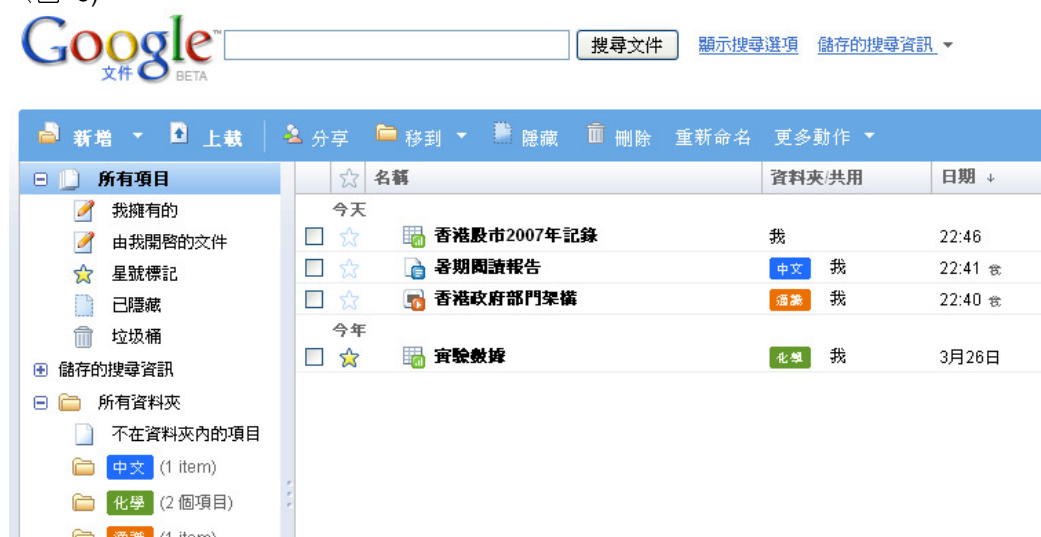 Google™ 搜尋文件 顯示搜尋選項 儲存的搜尋資訊
文件 BETA
新增 上載 分享 移到 隱藏 刪除 重新命名 更多動作
所有項目 名稱 資料夾/共用 日期 ↓
我擁有的 今天
由我開啓的文件 香港股市2007年記錄 我 22:46
星號標記 暑期閱讀報告 中文 我 22:41
已隱藏 香港政府部門架構 通識 我 22:40
垃圾桶 今年
儲存的搜尋資訊 實驗數據 化學 我 3月26日
所有資料夾
不在資料夾內的項目
中文 (1 item)
化學 (2 個項目)
通識 (1 item)